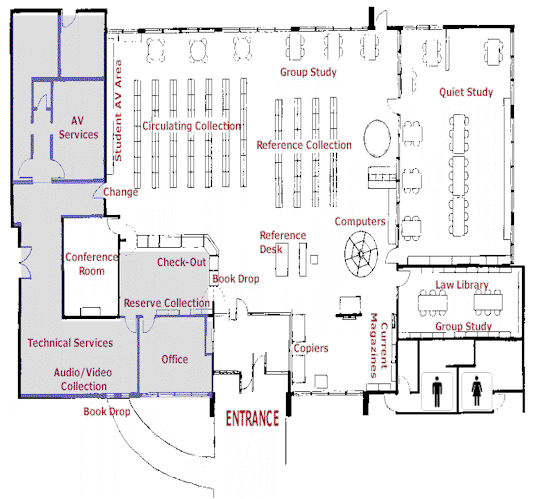 Group Study
Quiet Study
AV
Services
Student AV Area
Circulating Collection
Reference Collection
Change
Computers
Reference
Desk
Conference
Room
Check-Out
Book Drop
Law Library
Reserve Collection
Group Study
Current
Magazines
Technical Services
Copiers
Office
Audio/Video
Collection
Book Drop
ENTRANCE